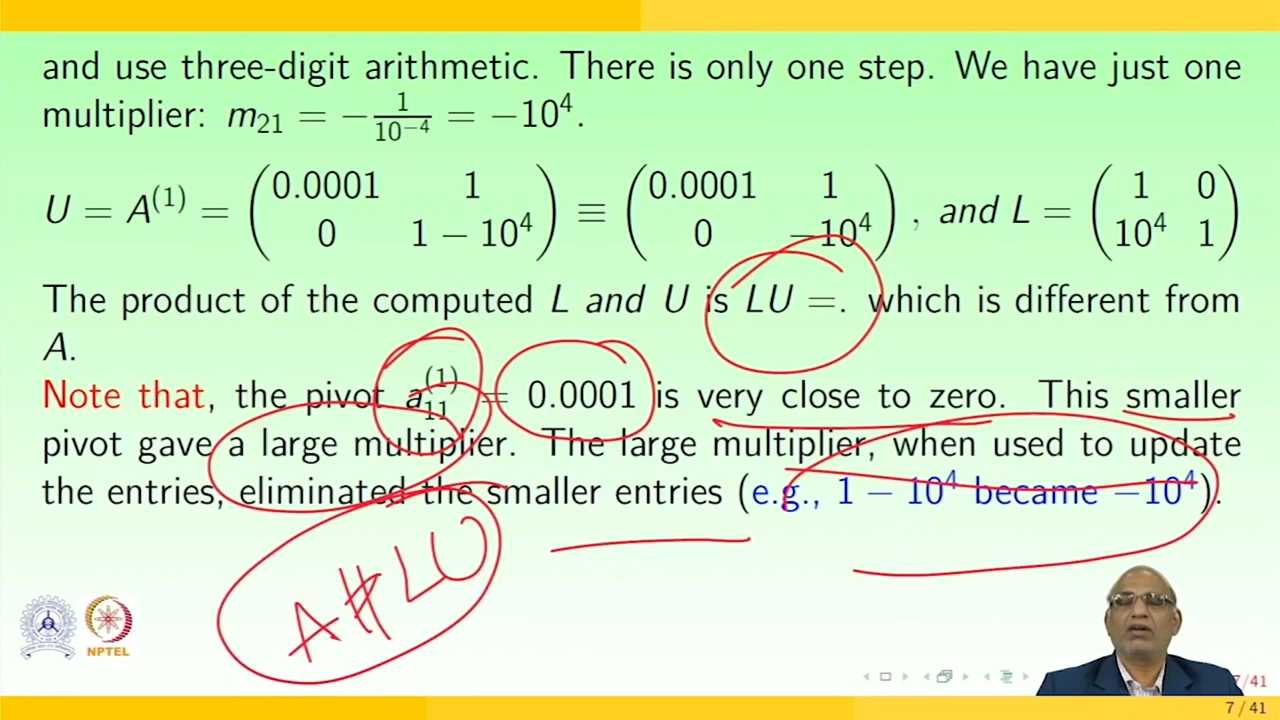 and use three-digit arithmetic. There is only one step. We have just one
multiplier: m₂₁ = −1/10⁻⁴ = −10⁴.
U = A⁽¹⁾ = (0.0001 1; 0 1 − 10⁴) ≡ (0.0001 1; 0 −10⁴), and L = (1 0; 10⁴ 1)
The product of the computed L and U is LU =. which is different from
A.
Note that, the pivot a₁₁⁽¹⁾ = 0.0001 is very close to zero. This smaller
pivot gave a large multiplier. The large multiplier, when used to update
the entries, eliminated the smaller entries (e.g., 1 − 10⁴ became −10⁴).
A ≠ LU
NPTEL
7/41
7 / 41